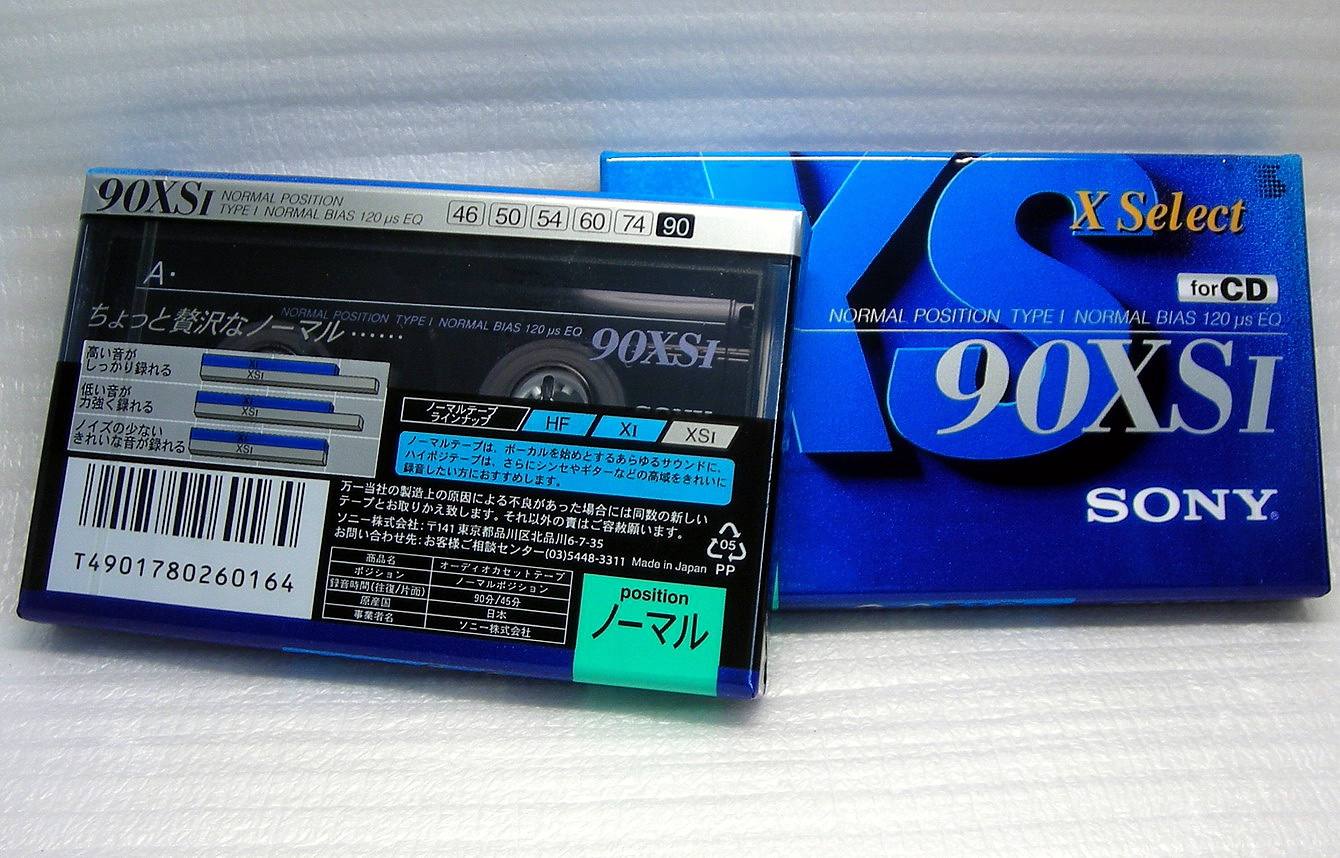 90XSI
NORMAL POSITION
TYPE I NORMAL BIAS 120 μs EQ
46 50 54 60 74 90
A・
NORMAL POSITION TYPE I NORMAL BIAS 120 μs EQ
90XSI
ちょっと贅沢なノーマル……
高い音が
しっかり録れる
XI
XSI
低い音が
力強く録れる
XI
XSI
ノイズの少ない
きれいな音が録れる
XI
XSI
ノーマルテープ
ラインナップ
HF XI XSI
ノーマルテープは、ボーカルを始めとするあらゆるサウンドに、
ハイポジテープは、さらにシンセやギターなどの高域をきれいに
録音したい方におすすめします。
T4901780260164
万一当社の製造上の原因による不良があった場合には同数の新しい
テープとお取りかえ致します。それ以外の責はご容赦願います。
ソニー株式会社:〒141 東京都品川区北品川6-7-35
お問い合わせ先:お客様ご相談センター(03)5448-3311 Made in Japan
05
PP
商品名 オーディオカセットテープ
ポジション ノーマルポジション
録音時間(往復/片面) 90分/45分
原産国 日本
事業者名 ソニー株式会社
position
ノーマル
XS
X Select
for CD
NORMAL POSITION TYPE I NORMAL BIAS 120 μs EQ
90XSI
SONY